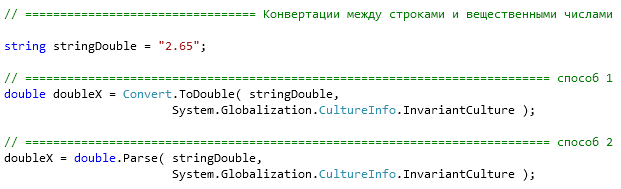 // ================================= Конвертации между строками и вещественными числами
string stringDouble = "2.65";
// =========================================================================== способ 1
double doubleX = Convert.ToDouble( stringDouble,
System.Globalization.CultureInfo.InvariantCulture );
// =========================================================================== способ 2
doubleX = double.Parse( stringDouble,
System.Globalization.CultureInfo.InvariantCulture );